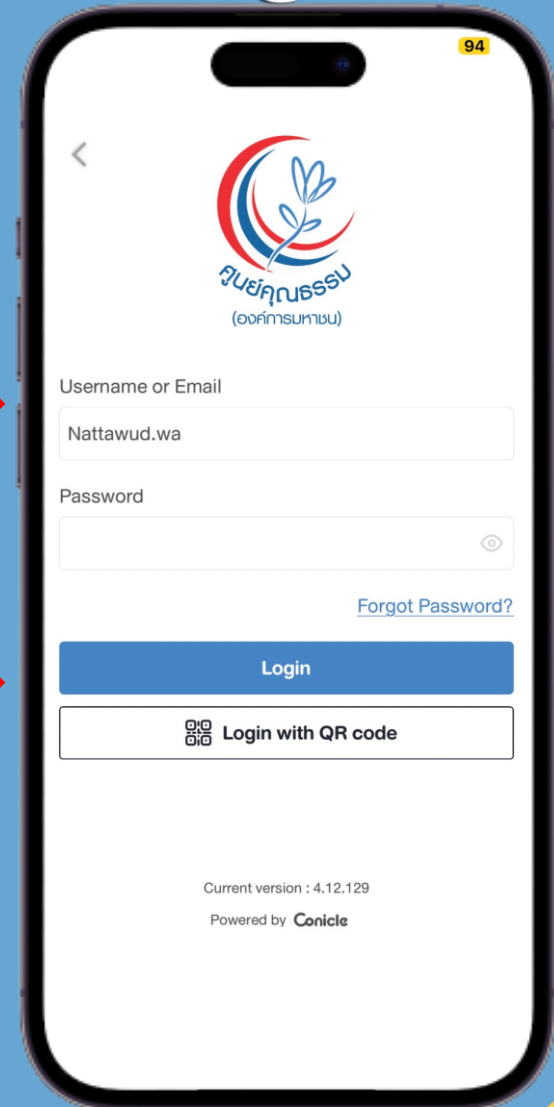 94
ศูนย์คุณธรรม
(องค์การมหาชน)
Username or Email
Nattawud.wa
Password
Forgot Password?
Login
Login with QR code
Current version : 4.12.129
Powered by Conicle